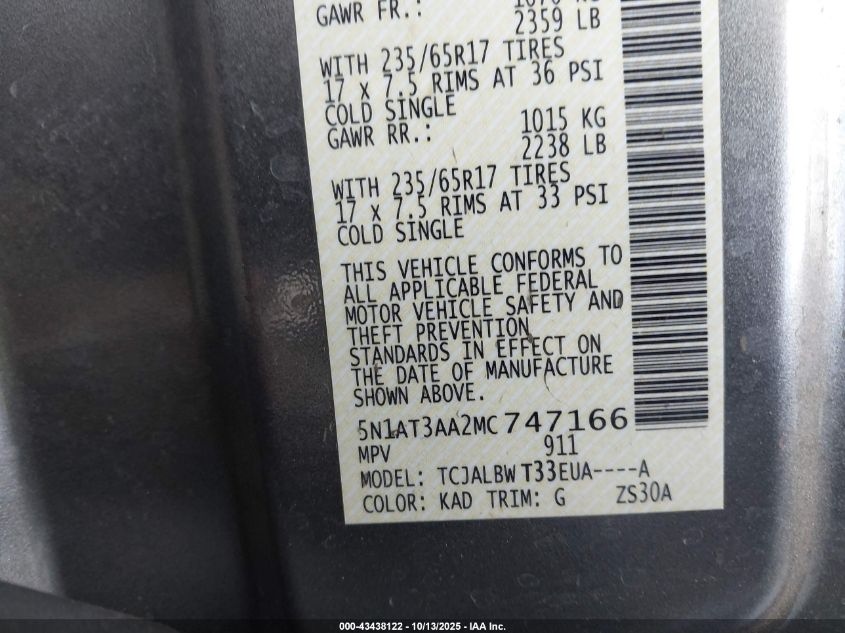 GAWR FR.:
2359 LB
WITH 235/65R17 TIRES
17 x 7.5 RIMS AT 36 PSI
COLD SINGLE
GAWR RR.: 1015 KG
2238 LB
WITH 235/65R17 TIRES
17 x 7.5 RIMS AT 33 PSI
COLD SINGLE
THIS VEHICLE CONFORMS TO
ALL APPLICABLE FEDERAL
MOTOR VEHICLE SAFETY AND
THEFT PREVENTION
STANDARDS IN EFFECT ON
THE DATE OF MANUFACTURE
SHOWN ABOVE.
5N1AT3AA2MC747166
MPV 911
MODEL: TCJALBWT33EUA----A
COLOR: KAD TRIM: G ZS30A
000-43438122 - 10/13/2025 - IAA Inc.